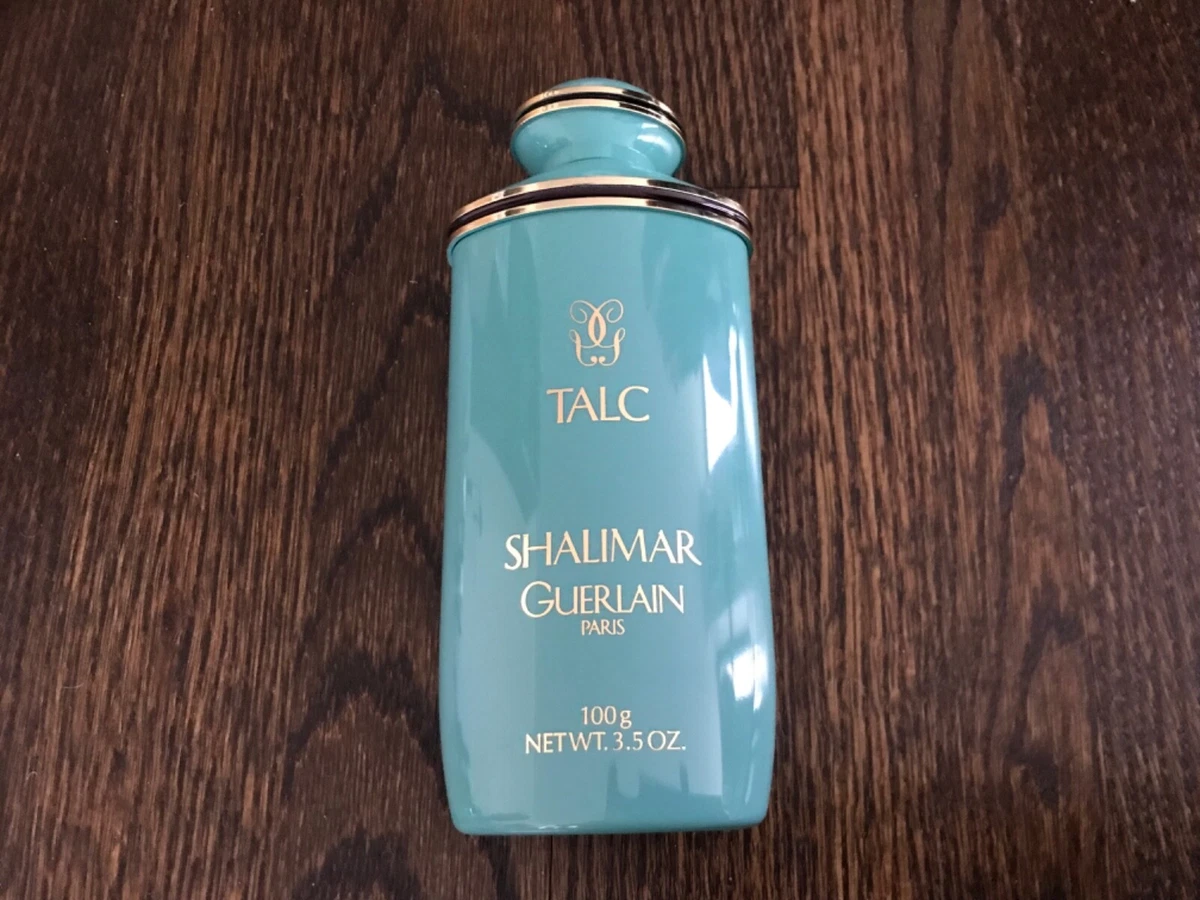 TALC
SHALIMAR
GUERLAIN
PARIS
100g
NET WT. 3.5 OZ.